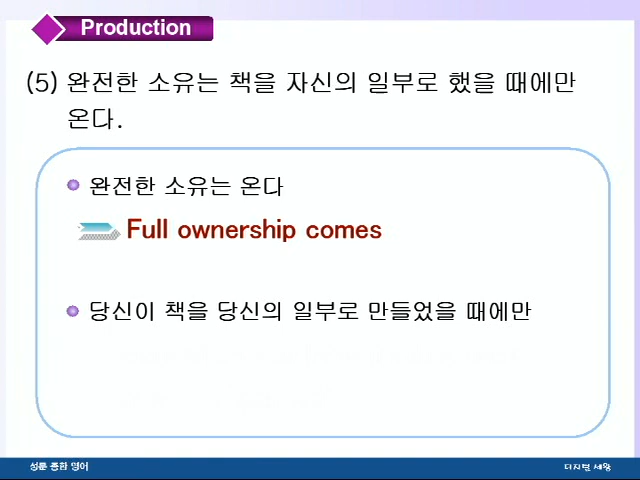 Production
(5) 완전한 소유는 책을 자신의 일부로 했을 때에만
온다.
완전한 소유는 온다
Full ownership comes
당신이 책을 당신의 일부로 만들었을 때에만
성문 종합 영어
디지털 세명